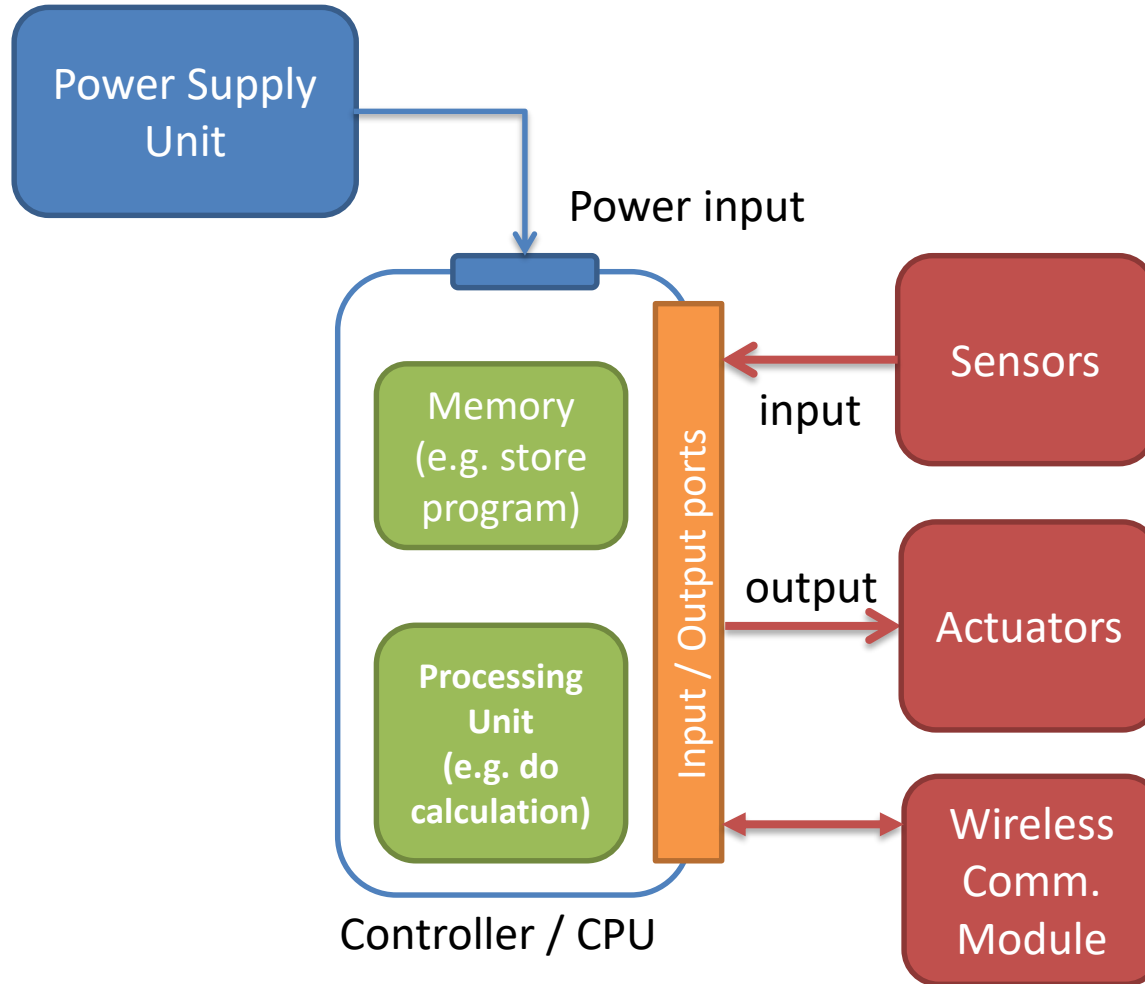 Power Supply
Unit
Power input
Sensors
input
Memory
(e.g. store
program)
Input / Output ports
output
Actuators
Processing
Unit
(e.g. do
calculation)
Wireless
Comm.
Module
Controller / CPU